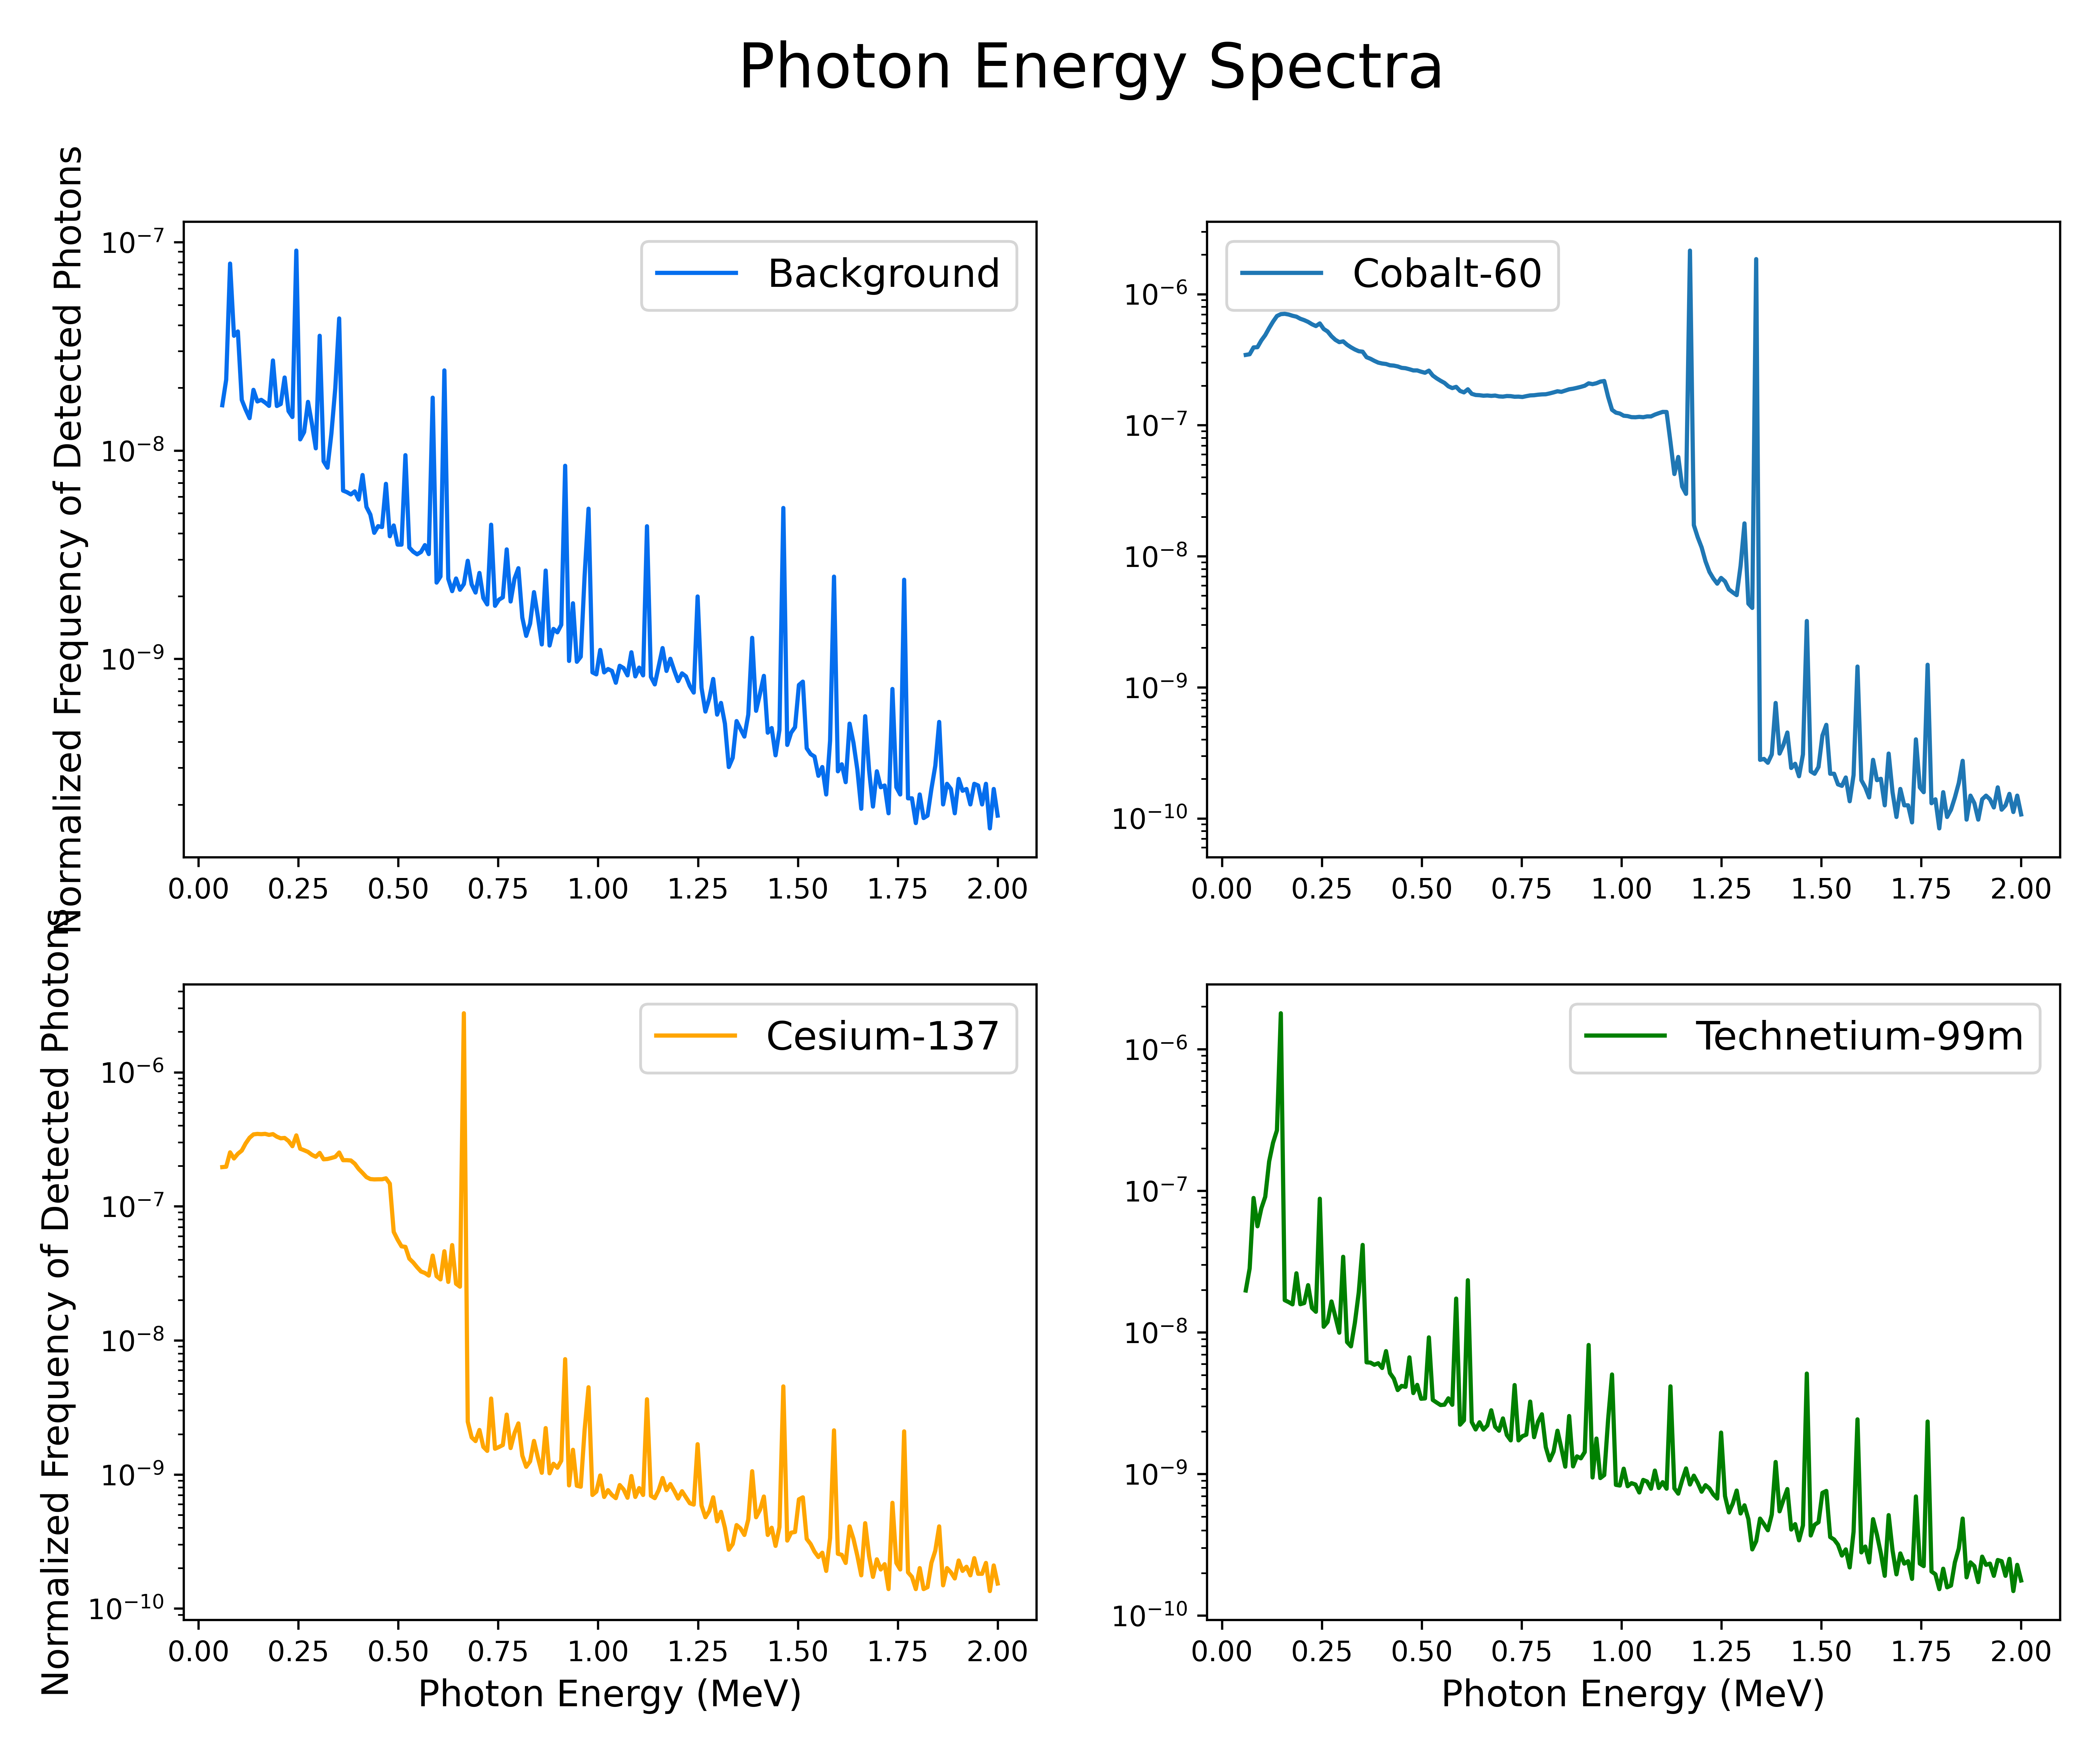 Photon Energy Spectra
Normalized Frequency of Detected Photons
10⁻⁷
10⁻⁸
10⁻⁹
Background
0.00 0.25 0.50 0.75 1.00 1.25 1.50 1.75 2.00
10⁻⁶
10⁻⁷
10⁻⁸
10⁻⁹
10⁻¹⁰
Cobalt-60
0.00 0.25 0.50 0.75 1.00 1.25 1.50 1.75 2.00
Normalized Frequency of Detected Photons
10⁻⁶
10⁻⁷
10⁻⁸
10⁻⁹
10⁻¹⁰
Cesium-137
0.00 0.25 0.50 0.75 1.00 1.25 1.50 1.75 2.00
Photon Energy (MeV)
10⁻⁶
10⁻⁷
10⁻⁸
10⁻⁹
10⁻¹⁰
Technetium-99m
0.00 0.25 0.50 0.75 1.00 1.25 1.50 1.75 2.00
Photon Energy (MeV)